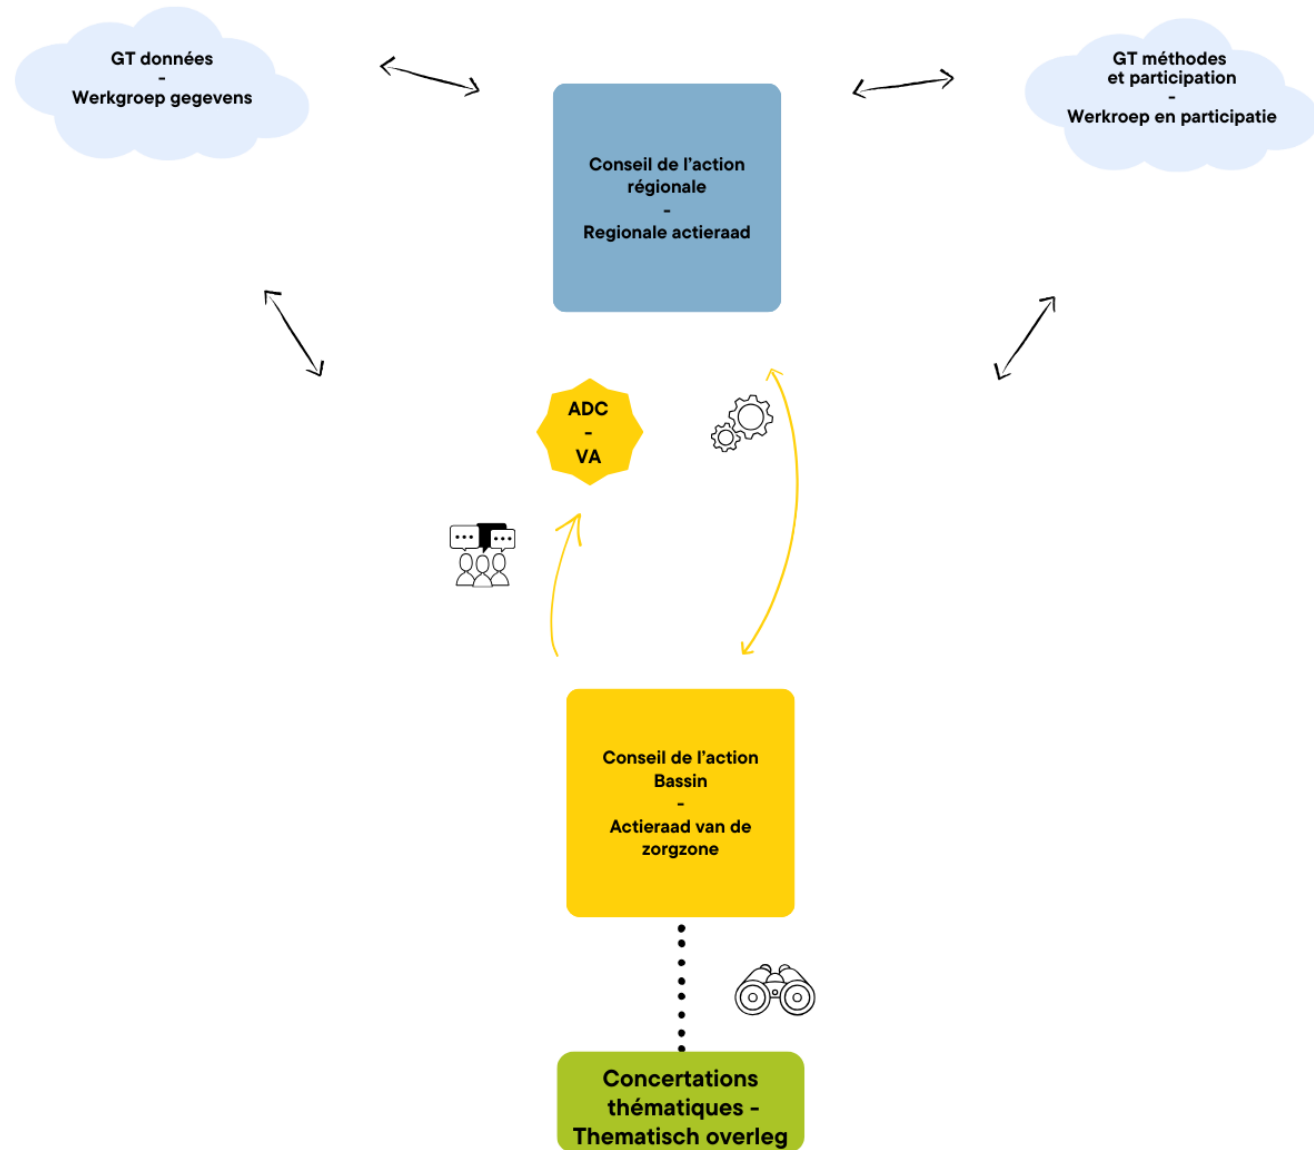 GT données
-
Werkgroep gegevens
GT méthodes
et participation
-
Werkroep en participatie
Conseil de l'action
régionale
-
Regionale actieraad
ADC
-
VA
Conseil de l'action
Bassin
-
Actieraad van de
zorgzone
Concertations
thématiques -
Thematisch overleg